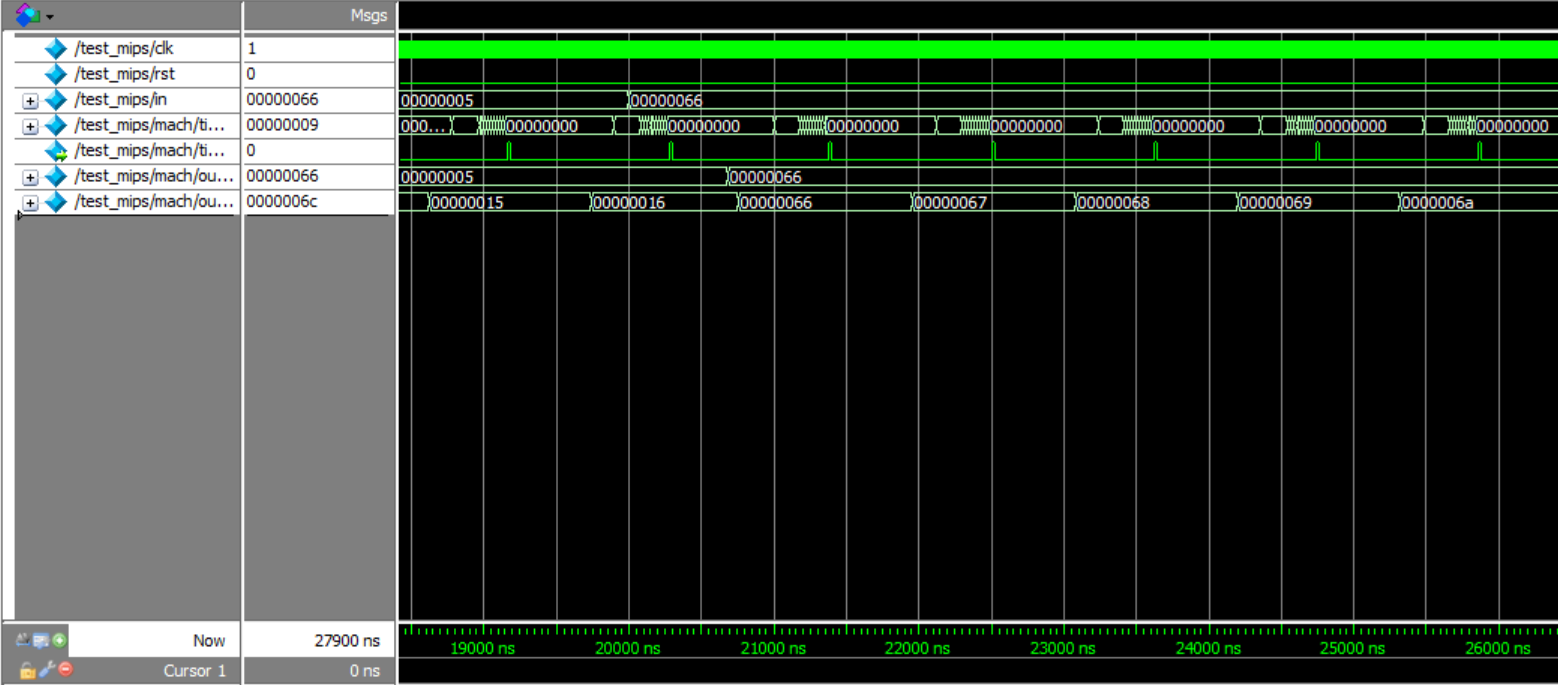 Msgs
/test_mips/clk 1
/test_mips/rst 0
/test_mips/in 00000066 00000005 00000066
/test_mips/mach/ti... 00000009 000... 00000000 00000000 00000000 00000000 00000000 00000000 00000000
/test_mips/mach/ti... 0
/test_mips/mach/ou... 00000066 00000005 00000066
/test_mips/mach/ou... 0000006c 00000015 00000016 00000066 00000067 00000068 00000069 0000006a
Now 27900 ns 19000 ns 20000 ns 21000 ns 22000 ns 23000 ns 24000 ns 25000 ns 26000 ns
Cursor 1 0 ns